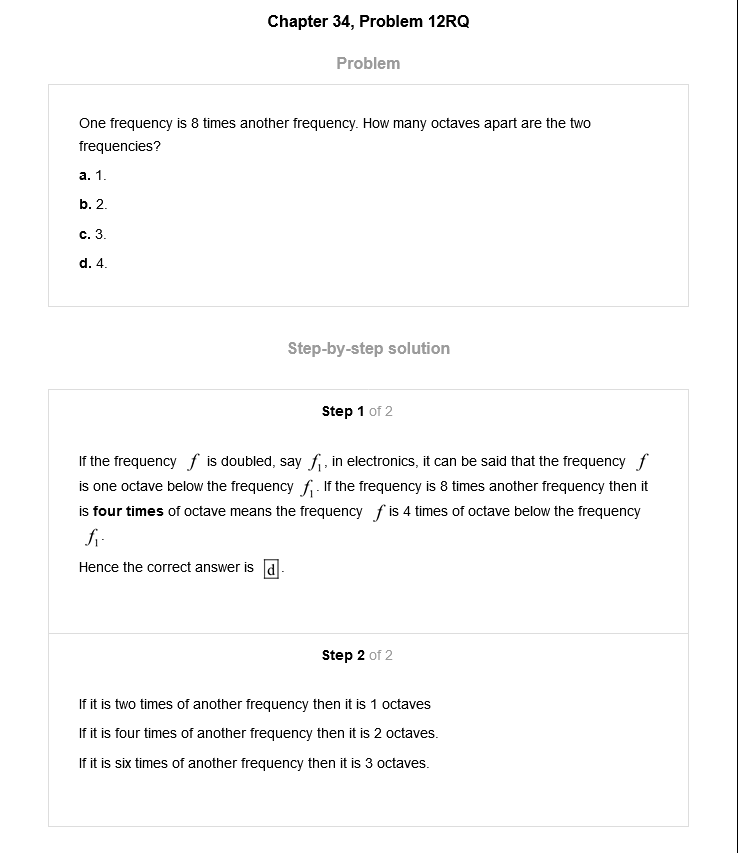 Chapter 34, Problem 12RQ
Problem
One frequency is 8 times another frequency. How many octaves apart are the two
frequencies?
a. 1.
b. 2.
c. 3.
d. 4.
Step-by-step solution
Step 1 of 2
If the frequency f is doubled, say f₁, in electronics, it can be said that the frequency f
is one octave below the frequency f₁. If the frequency is 8 times another frequency then it
is four times of octave means the frequency f is 4 times of octave below the frequency
f₁.
Hence the correct answer is d.
Step 2 of 2
If it is two times of another frequency then it is 1 octaves
If it is four times of another frequency then it is 2 octaves.
If it is six times of another frequency then it is 3 octaves.